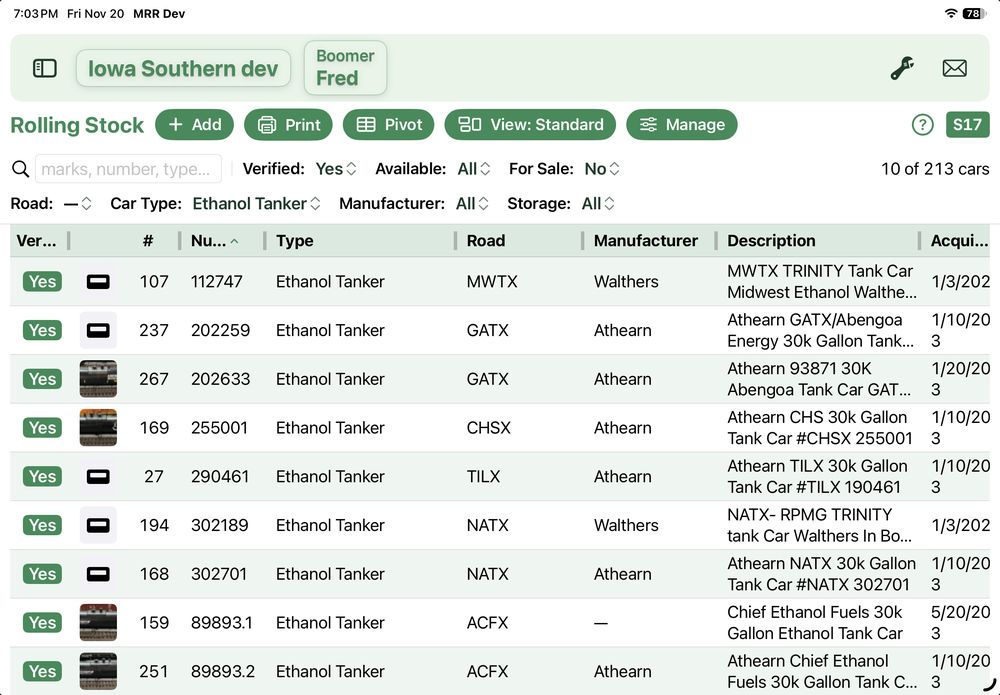 7:03 PM Fri Nov 20 MRR Dev
78
Iowa Southern dev
Boomer
Fred
Rolling Stock
+ Add
Print
Pivot
View: Standard
Manage
?
S17
marks, number, type...
Verified: Yes
Available: All
For Sale: No
10 of 213 cars
Road: —
Car Type: Ethanol Tanker
Manufacturer: All
Storage: All
Ver... # Nu... Type Road Manufacturer Description Acqui...
Yes 107 112747 Ethanol Tanker MWTX Walthers MWTX TRINITY Tank Car 1/3/202
Midwest Ethanol Walthe...
Yes 237 202259 Ethanol Tanker GATX Athearn Athearn GATX/Abengoa 1/10/20
Energy 30k Gallon Tank... 3
Yes 267 202633 Ethanol Tanker GATX Athearn Athearn 93871 30K 1/20/20
Abengoa Tank Car GAT... 3
Yes 169 255001 Ethanol Tanker CHSX Athearn Athearn CHS 30k Gallon 1/10/20
Tank Car #CHSX 255001 3
Yes 27 290461 Ethanol Tanker TILX Athearn Athearn TILX 30k Gallon 1/10/20
Tank Car #TILX 190461 3
Yes 194 302189 Ethanol Tanker NATX Walthers NATX- RPMG TRINITY 1/3/202
tank Car Walthers In Bo...
Yes 168 302701 Ethanol Tanker NATX Athearn Athearn NATX 30k Gallon 1/10/20
Tank Car #NATX 302701 3
Yes 159 89893.1 Ethanol Tanker ACFX — Chief Ethanol Fuels 30k 5/20/20
Gallon Ethanol Tank Car 3
Yes 251 89893.2 Ethanol Tanker ACFX Athearn Athearn Chief Ethanol 1/10/20
Fuels 30k Gallon Tank C... 3